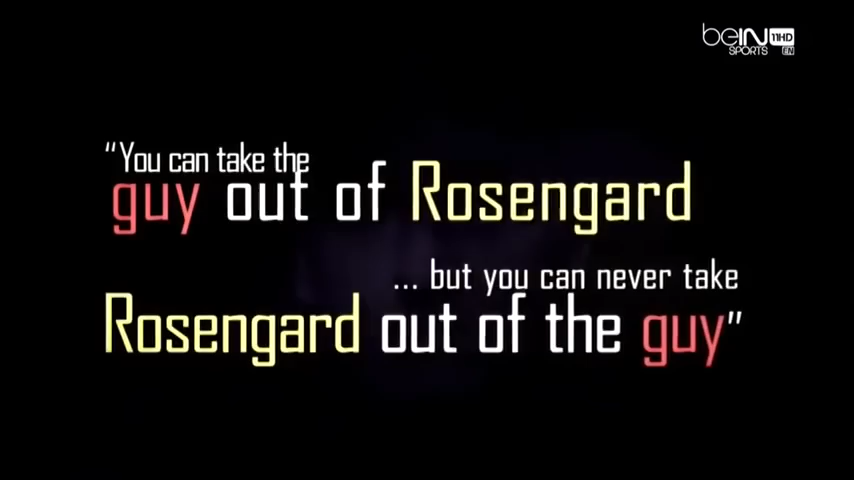 beIN 11HD
SPORTS EN
“You can take the
guy out of Rosengard
... but you can never take
Rosengard out of the guy”